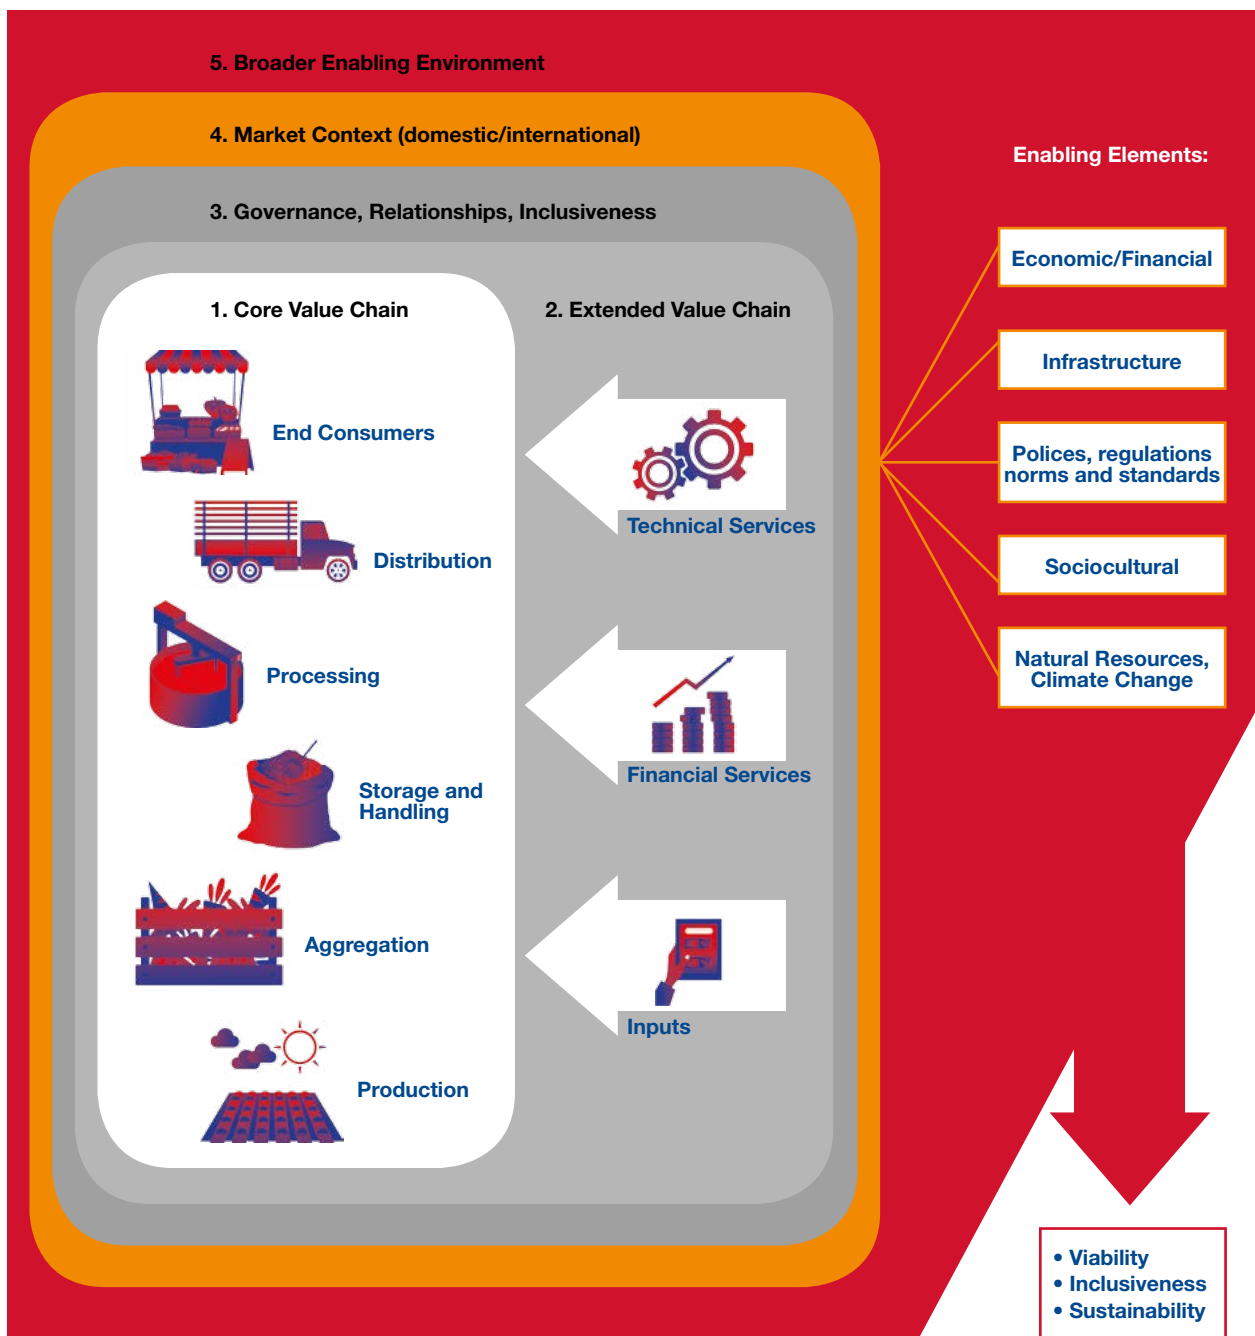 5. Broader Enabling Environment
4. Market Context (domestic/international)
3. Governance, Relationships, Inclusiveness
1. Core Value Chain
End Consumers
Distribution
Processing
Storage and
Handling
Aggregation
Production
2. Extended Value Chain
Technical Services
Financial Services
Inputs
Enabling Elements:
Economic/Financial
Infrastructure
Polices, regulations
norms and standards
Sociocultural
Natural Resources,
Climate Change
• Viability
• Inclusiveness
• Sustainability